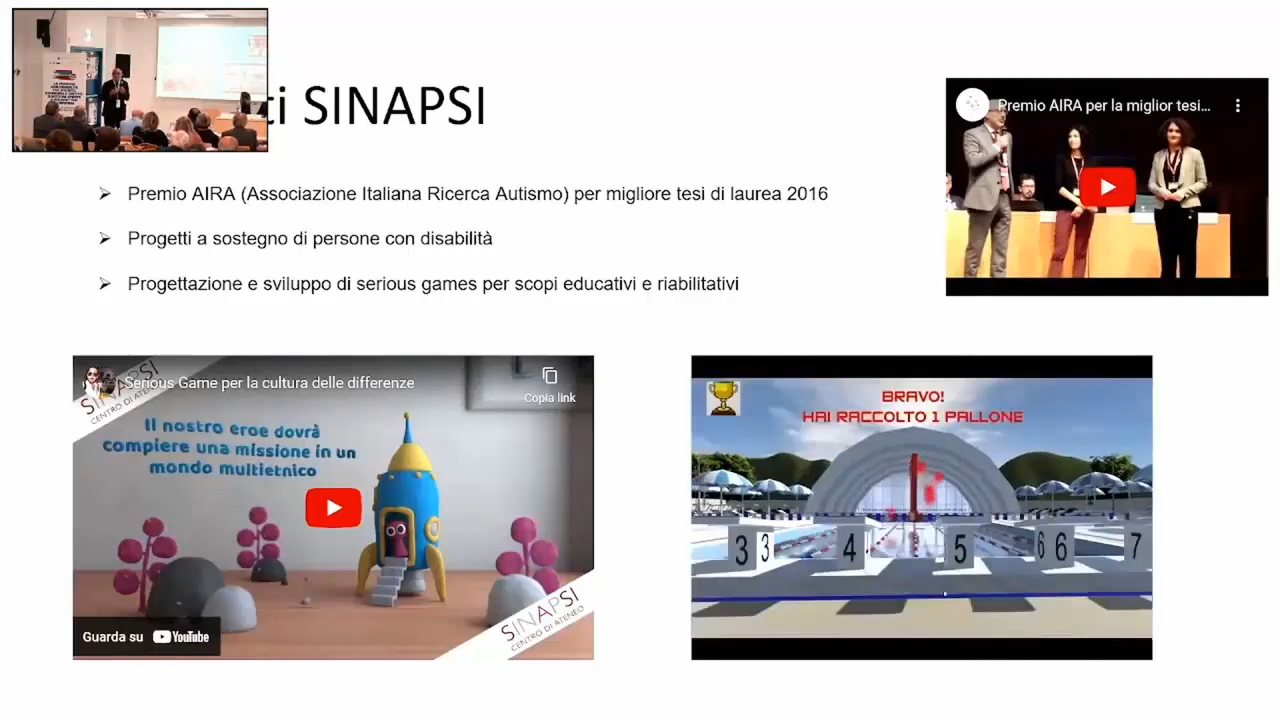 ti SINAPSI
Premio AIRA (Associazione Italiana Ricerca Autismo) per migliore tesi di laurea 2016
Progetti a sostegno di persone con disabilità
Progettazione e sviluppo di serious games per scopi educativi e riabilitativi
Premio AIRA per la miglior tesi...
Serious Game per la cultura delle differenze
Copia link
SINAPSI
CENTRO DI ATENEO
Il nostro eroe dovrà
compiere una missione in un
mondo multietnico
Guarda su YouTube
SINAPSI
CENTRO DI ATENEO
BRAVO!
HAI RACCOLTO 1 PALLONE
3 3 4 5 6 6 7